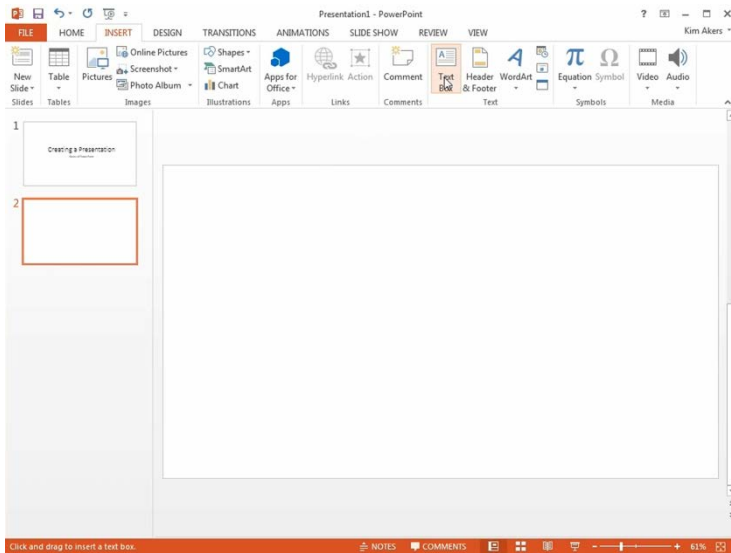 Presentation1 - PowerPoint
FILE HOME INSERT DESIGN TRANSITIONS ANIMATIONS SLIDE SHOW REVIEW VIEW Kim Akers
New Slide
Table
Pictures
Online Pictures
Screenshot
Photo Album
Shapes
SmartArt
Chart
Apps for Office
Hyperlink Action
Comment
Text Box
Header & Footer
WordArt
Equation Symbol
Video Audio
Slides Tables Images Illustrations Apps Links Comments Text Symbols Media
1
Creating a Presentation
2
Click and drag to insert a text box. NOTES COMMENTS 61%